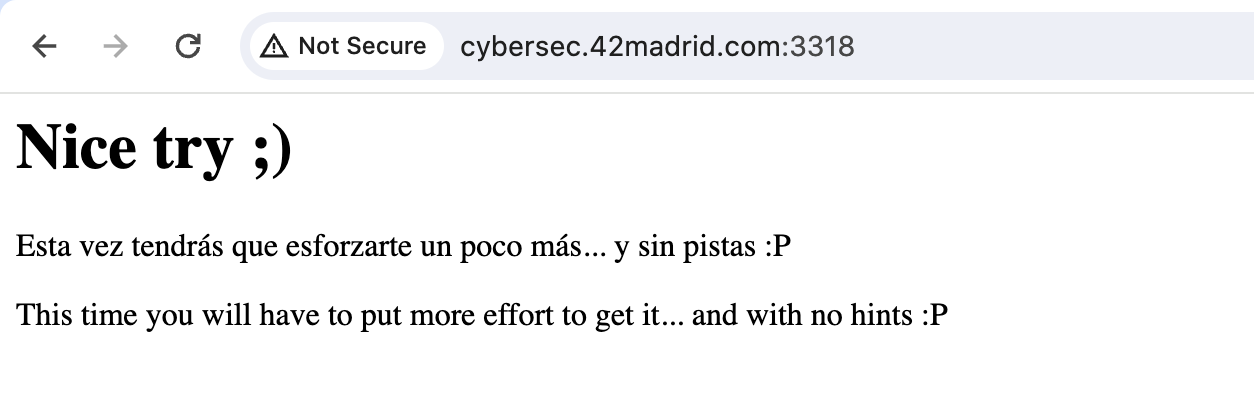 Not Secure cybersec.42madrid.com:3318
Nice try ;)
Esta vez tendrás que esforzarte un poco más... y sin pistas :P
This time you will have to put more effort to get it... and with no hints :P